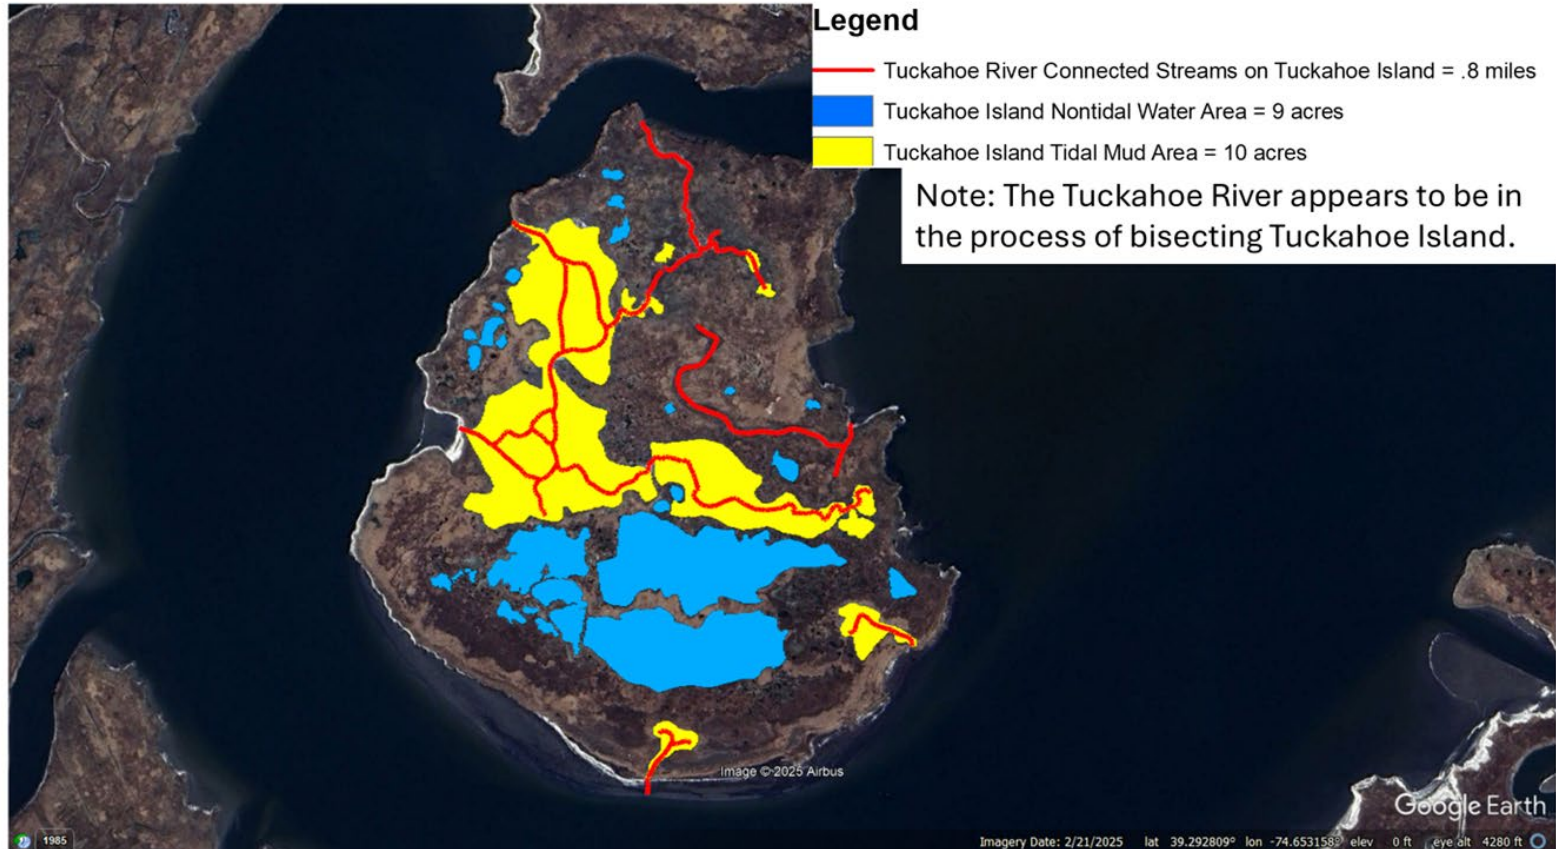 Legend
Tuckahoe River Connected Streams on Tuckahoe Island = .8 miles
Tuckahoe Island Nontidal Water Area = 9 acres
Tuckahoe Island Tidal Mud Area = 10 acres
Note: The Tuckahoe River appears to be in
the process of bisecting Tuckahoe Island.
Image © 2025 Airbus
Google Earth
1985
Imagery Date: 2/21/2025 lat 39.292809° lon -74.653158° elev 0 ft eye alt 4280 ft